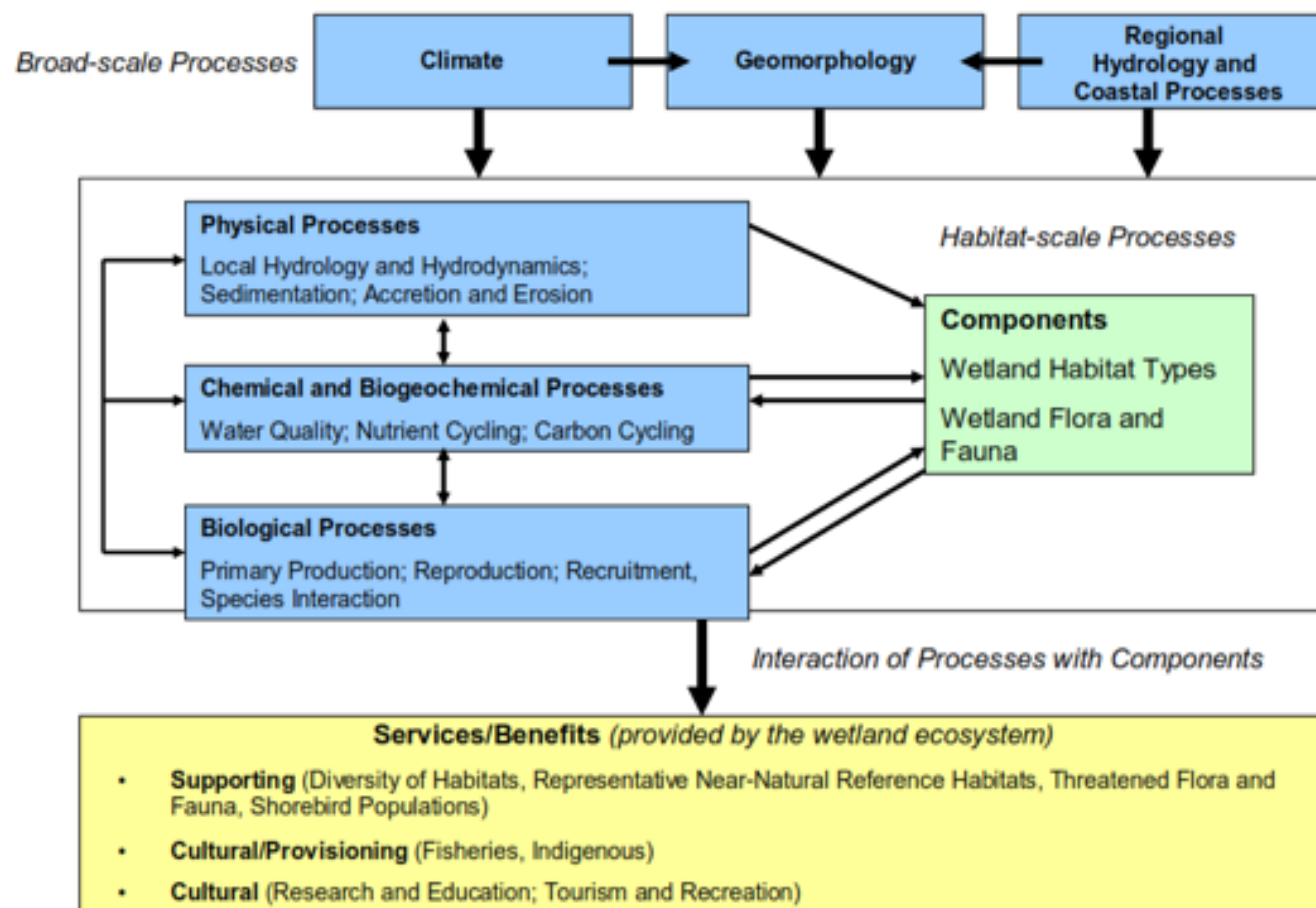 Broad-scale Processes
Climate
Geomorphology
Regional
Hydrology and
Coastal Processes
Physical Processes
Local Hydrology and Hydrodynamics;
Sedimentation; Accretion and Erosion
Habitat-scale Processes
Components
Wetland Habitat Types
Wetland Flora and
Fauna
Chemical and Biogeochemical Processes
Water Quality; Nutrient Cycling; Carbon Cycling
Biological Processes
Primary Production; Reproduction; Recruitment,
Species Interaction
Interaction of Processes with Components
Services/Benefits (provided by the wetland ecosystem)
• Supporting (Diversity of Habitats, Representative Near-Natural Reference Habitats, Threatened Flora and
Fauna, Shorebird Populations)
• Cultural/Provisioning (Fisheries, Indigenous)
• Cultural (Research and Education; Tourism and Recreation)